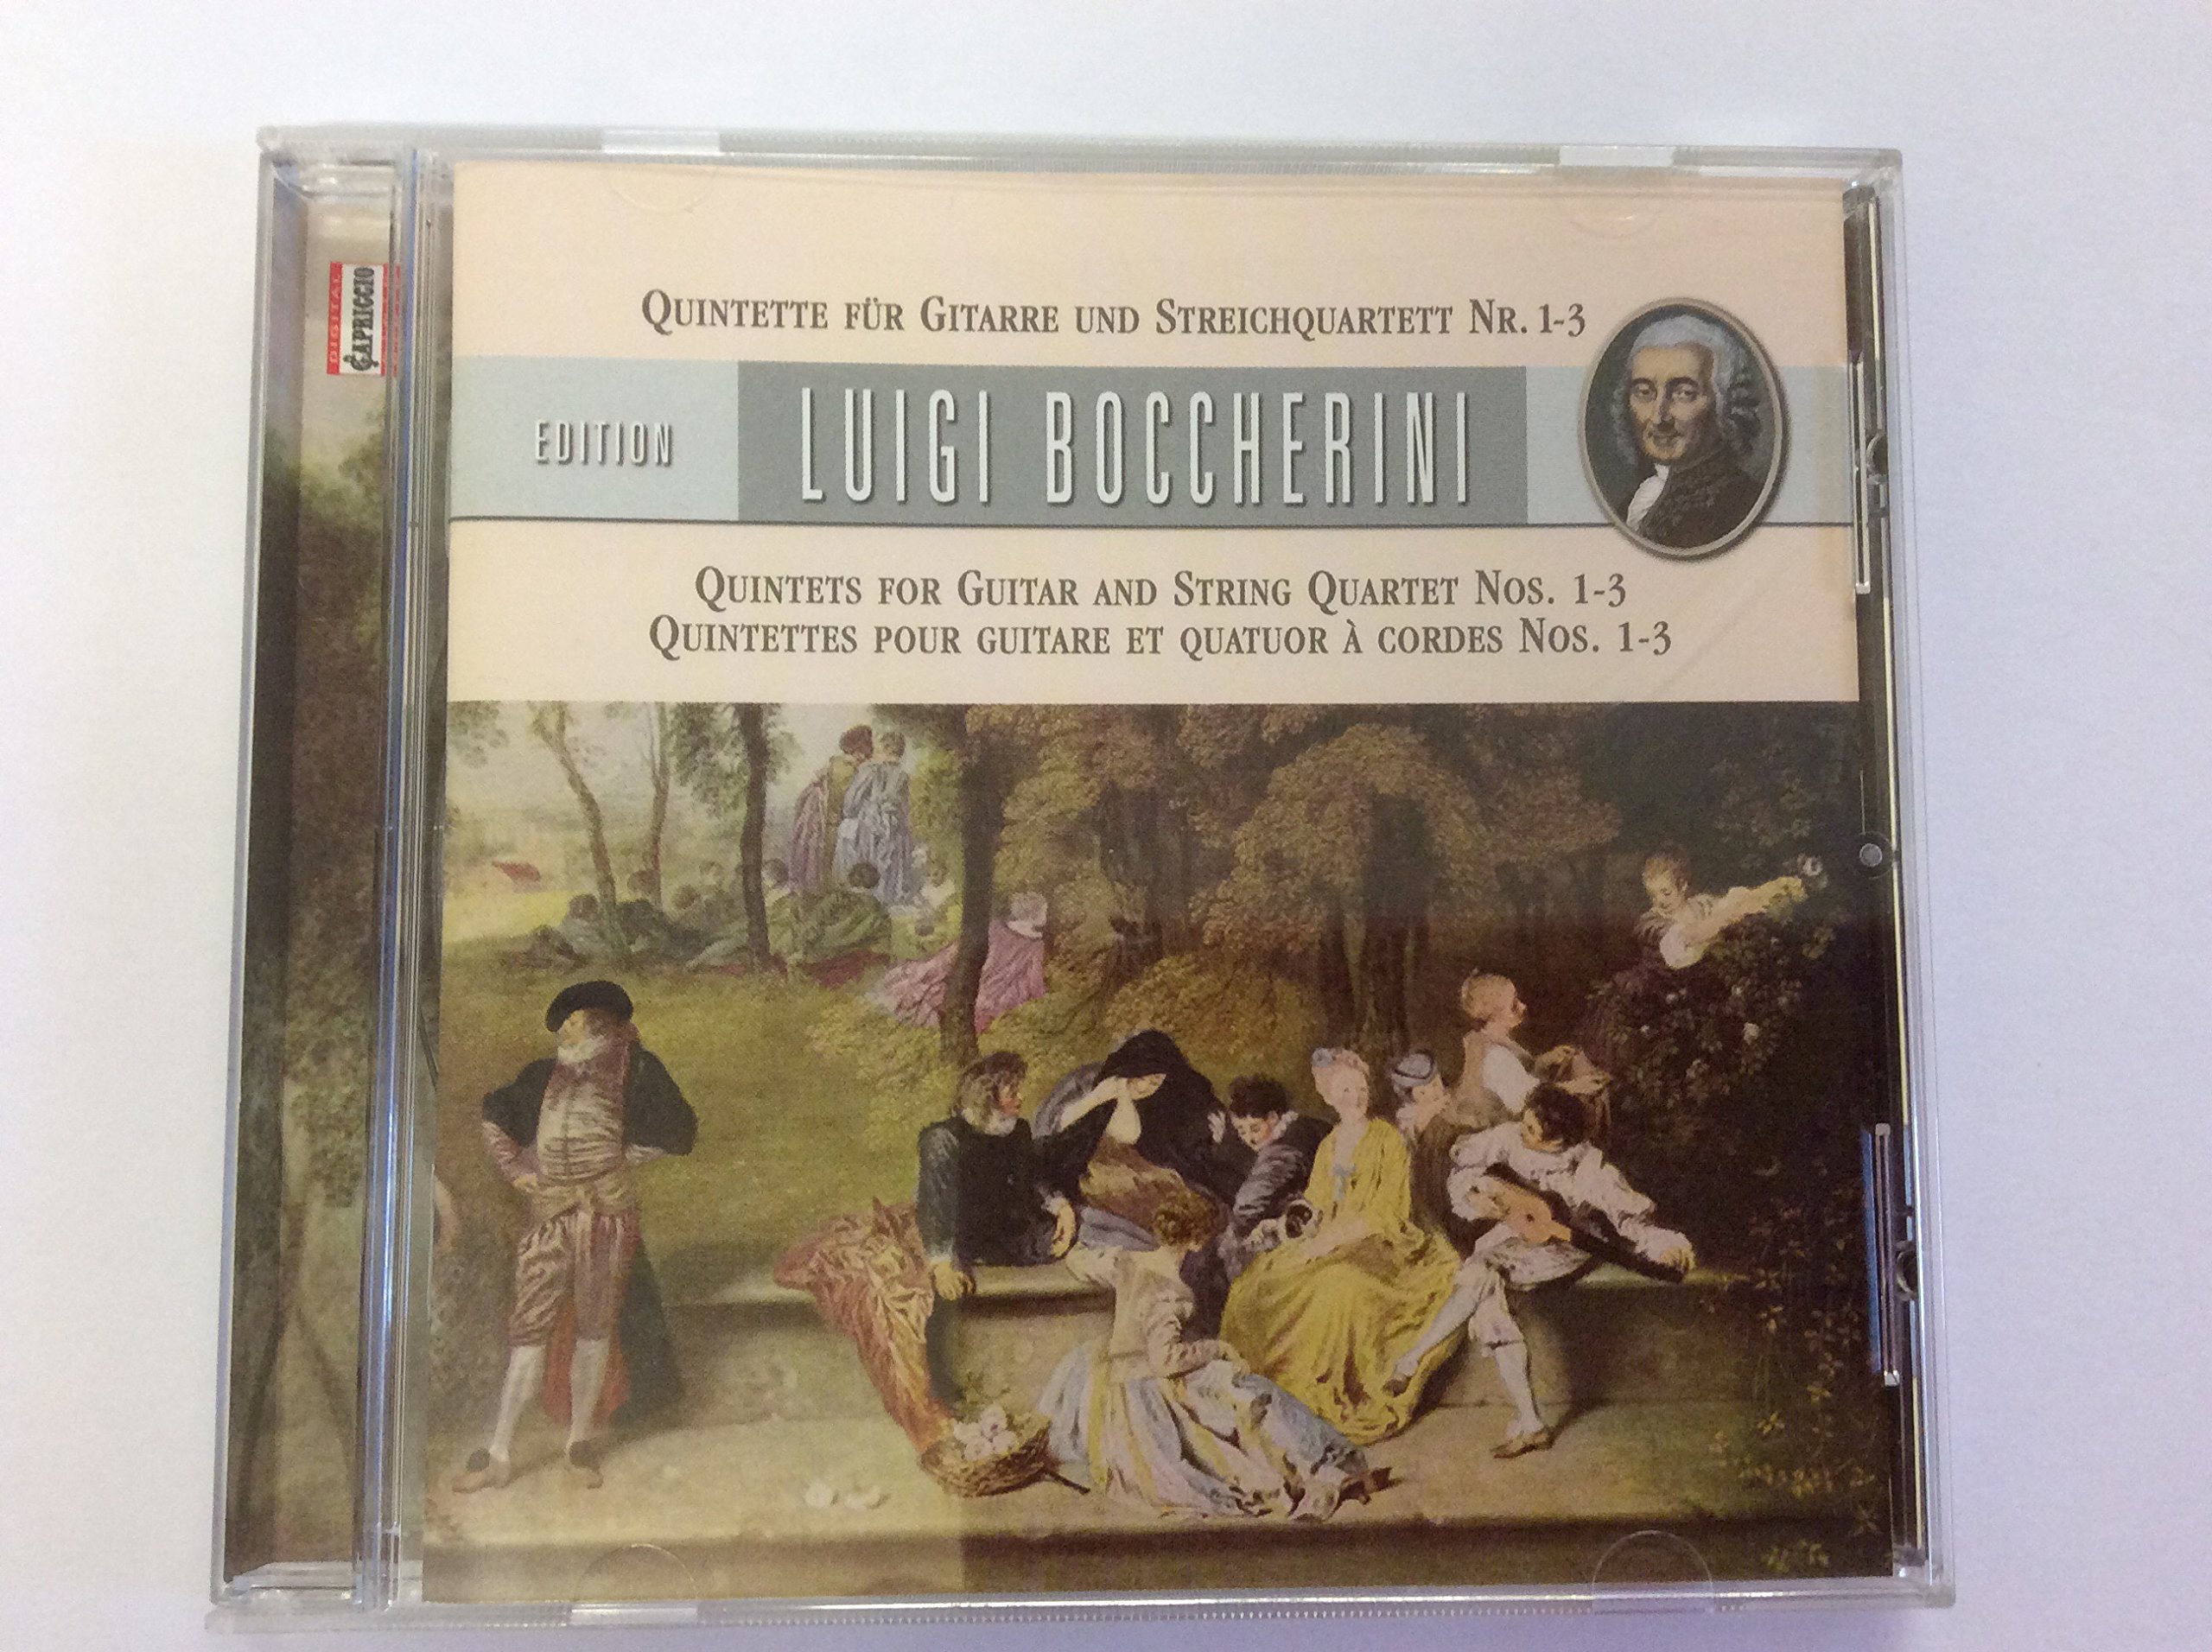 DIGITAL
CAPRICCIO
QUINTETTE FÜR GITARRE UND STREICHQUARTETT NR. 1-3
EDITION
LUIGI BOCCHERINI
QUINTETS FOR GUITAR AND STRING QUARTET NOS. 1-3
QUINTETTES POUR GUITARE ET QUATUOR À CORDES NOS. 1-3